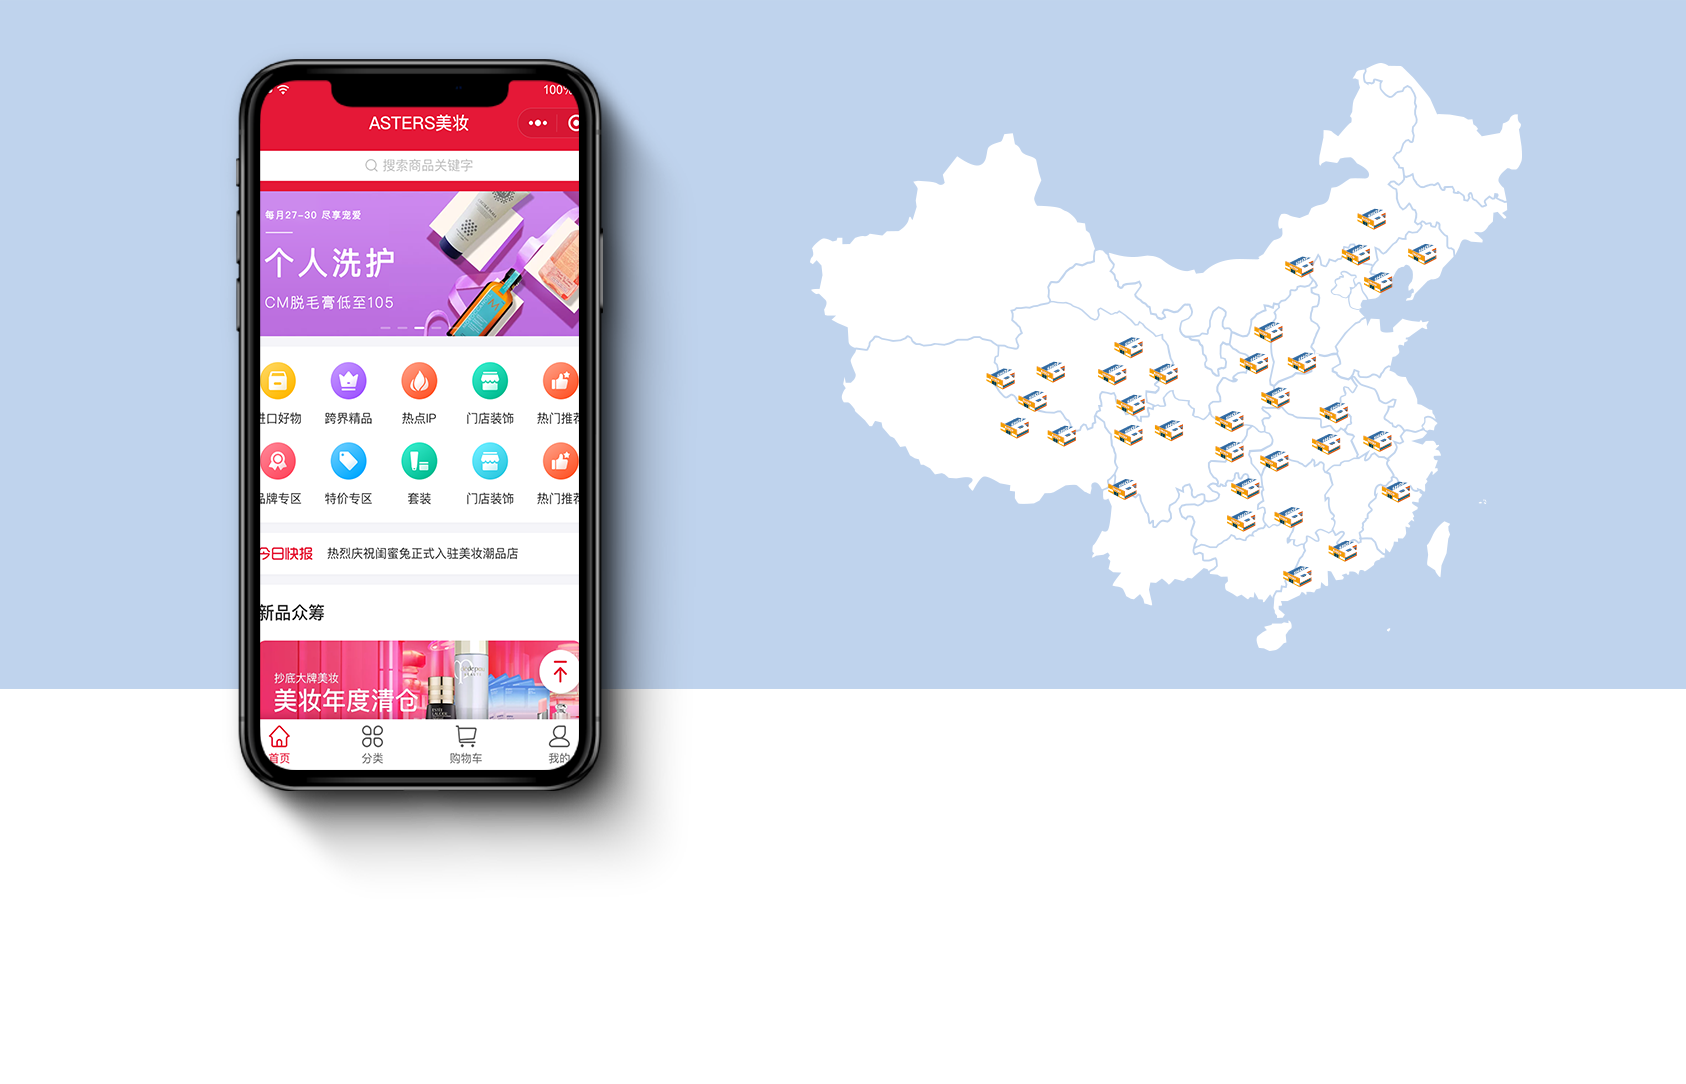 100%
ASTERS美妆
搜索商品关键字
每月27-30 尽享宠爱
个人洗护
CM脱毛膏低至105
进口好物 跨界精品 热点IP 门店装饰 热门推荐
品牌专区 特价专区 套装 门店装饰 热门推荐
今日快报 热烈庆祝闺蜜兔正式入驻美妆潮品店
新品众筹
抄底大牌美妆
美妆年度清仓
首页 分类 购物车 我的